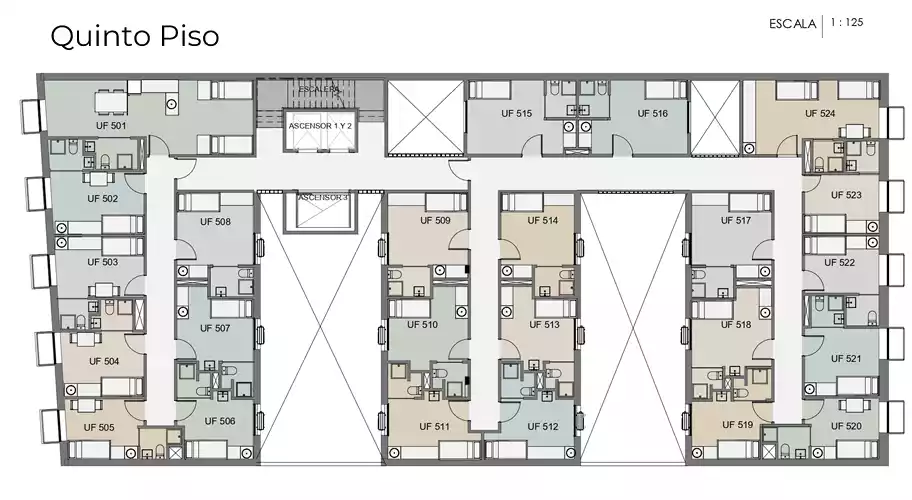 Quinto Piso
ESCALA 1 : 125
ESCALERA
ASCENSOR 1 Y 2
ASCENSOR 3
UF 501
UF 515
UF 516
UF 524
UF 502
UF 523
UF 508
UF 509
UF 514
UF 517
UF 503
UF 522
UF 507
UF 510
UF 513
UF 518
UF 504
UF 521
UF 505
UF 506
UF 511
UF 512
UF 519
UF 520